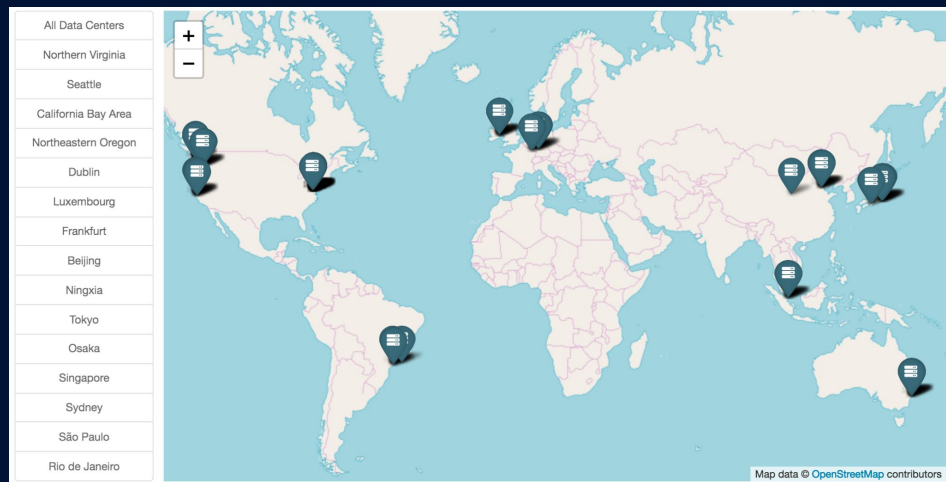 All Data Centers
Northern Virginia
Seattle
California Bay Area
Northeastern Oregon
Dublin
Luxembourg
Frankfurt
Beijing
Ningxia
Tokyo
Osaka
Singapore
Sydney
São Paulo
Rio de Janeiro
+
−
Map data © OpenStreetMap contributors